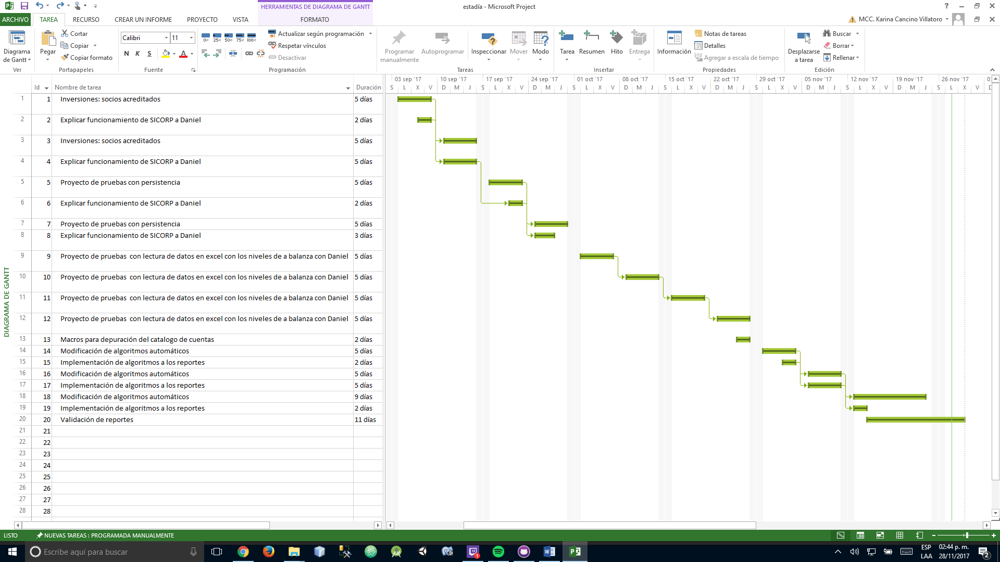 HERRAMIENTAS DE DIAGRAMA DE GANTT
estadía - Microsoft Project
ARCHIVO TAREA RECURSO CREAR UN INFORME PROYECTO VISTA FORMATO MCC. Karina Cancino Villatoro
Diagrama de Gantt
Ver
Pegar
Cortar
Copiar
Copiar formato
Portapapeles
Calibri 11
N K S A
Fuente
0% 25% 50% 75% 100%
Actualizar según programación
Respetar vínculos
Desactivar
Programación
Programar manualmente
Autoprogramar
Inspeccionar
Mover
Modo
Tareas
Tarea
Resumen
Hito
Entrega
Insertar
Información
Notas de tareas
Detalles
Agregar a escala de tiempo
Propiedades
Desplazarse a tarea
Buscar
Borrar
Rellenar
Edición
03 sep '17 10 sep '17 17 sep '17 24 sep '17 01 oct '17 08 oct '17 15 oct '17 22 oct '17 29 oct '17 05 nov '17 12 nov '17 19 nov '17 26 nov '17
Id Nombre de tarea Duración
S L X V D M J S L X V D M J S L X V D M J S L X V D M J S L X V D M J S L X V D
DIAGRAMA DE GANTT
1 1 Inversiones: socios acreditados 5 días
2 2 Explicar funcionamiento de SICORP a Daniel 2 días
3 3 Inversiones: socios acreditados 5 días
4 4 Explicar funcionamiento de SICORP a Daniel 5 días
5 5 Proyecto de pruebas con persistencia 5 días
6 6 Explicar funcionamiento de SICORP a Daniel 2 días
7 7 Proyecto de pruebas con persistencia 5 días
8 8 Explicar funcionamiento de SICORP a Daniel 3 días
9 9 Proyecto de pruebas con lectura de datos en excel con los niveles de a balanza con Daniel 5 días
10 10 Proyecto de pruebas con lectura de datos en excel con los niveles de a balanza con Daniel 5 días
11 11 Proyecto de pruebas con lectura de datos en excel con los niveles de a balanza con Daniel 5 días
12 12 Proyecto de pruebas con lectura de datos en excel con los niveles de a balanza con Daniel 5 días
13 13 Macros para depuración del catalogo de cuentas 2 días
14 14 Modificación de algoritmos automáticos 5 días
15 15 Implementación de algoritmos a los reportes 2 días
16 16 Modificación de algoritmos automáticos 5 días
17 17 Implementación de algoritmos a los reportes 5 días
18 18 Modificación de algoritmos automáticos 9 días
19 19 Implementación de algoritmos a los reportes 2 días
20 20 Validación de reportes 11 días
21 21
22 22
23 23
24 24
25 25
26 26
27 27
28 28
LISTO NUEVAS TAREAS : PROGRAMADA MANUALMENTE
Escribe aquí para buscar
1
ESP
LAA
02:44 p. m.
28/11/2017
2